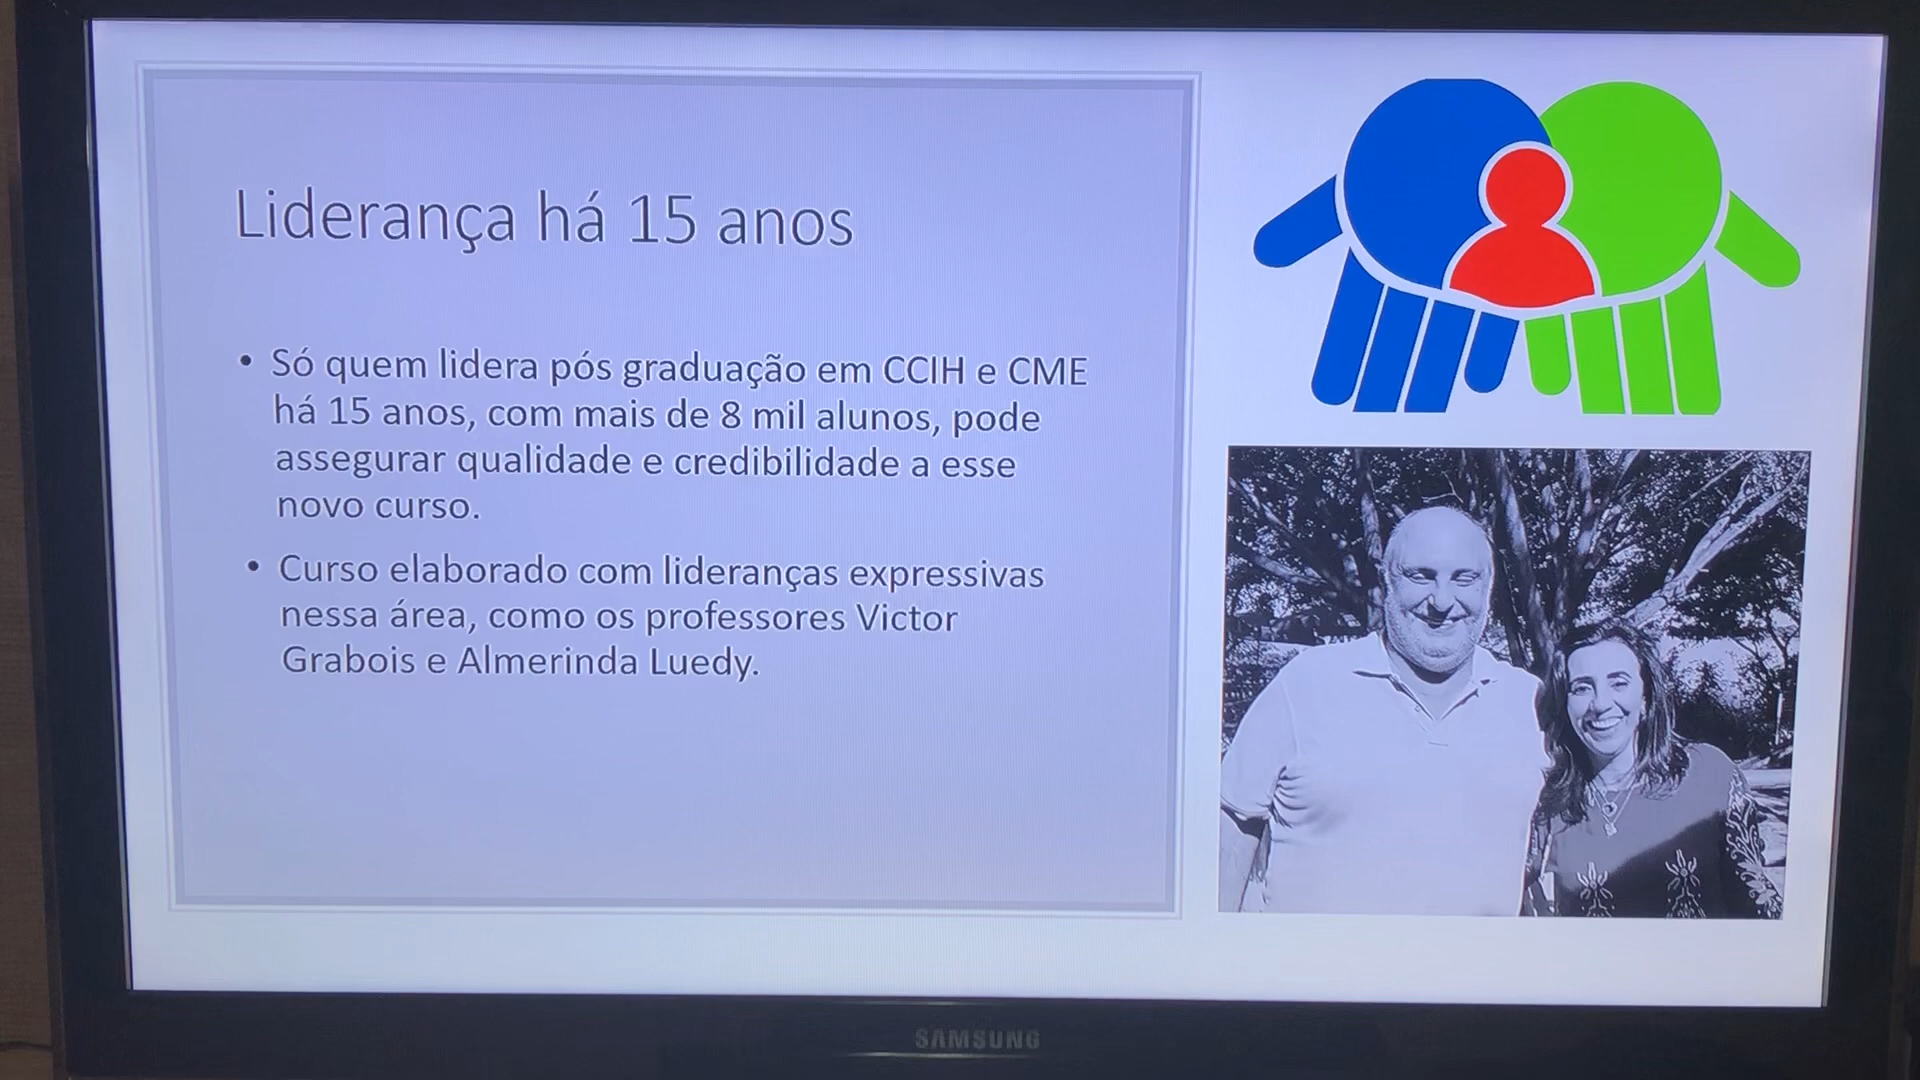 Liderança há 15 anos
• Só quem lidera pós graduação em CCIH e CME
há 15 anos, com mais de 8 mil alunos, pode
assegurar qualidade e credibilidade a esse
novo curso.
• Curso elaborado com lideranças expressivas
nessa área, como os professores Victor
Grabois e Almerinda Luedy.
SAMSUNG